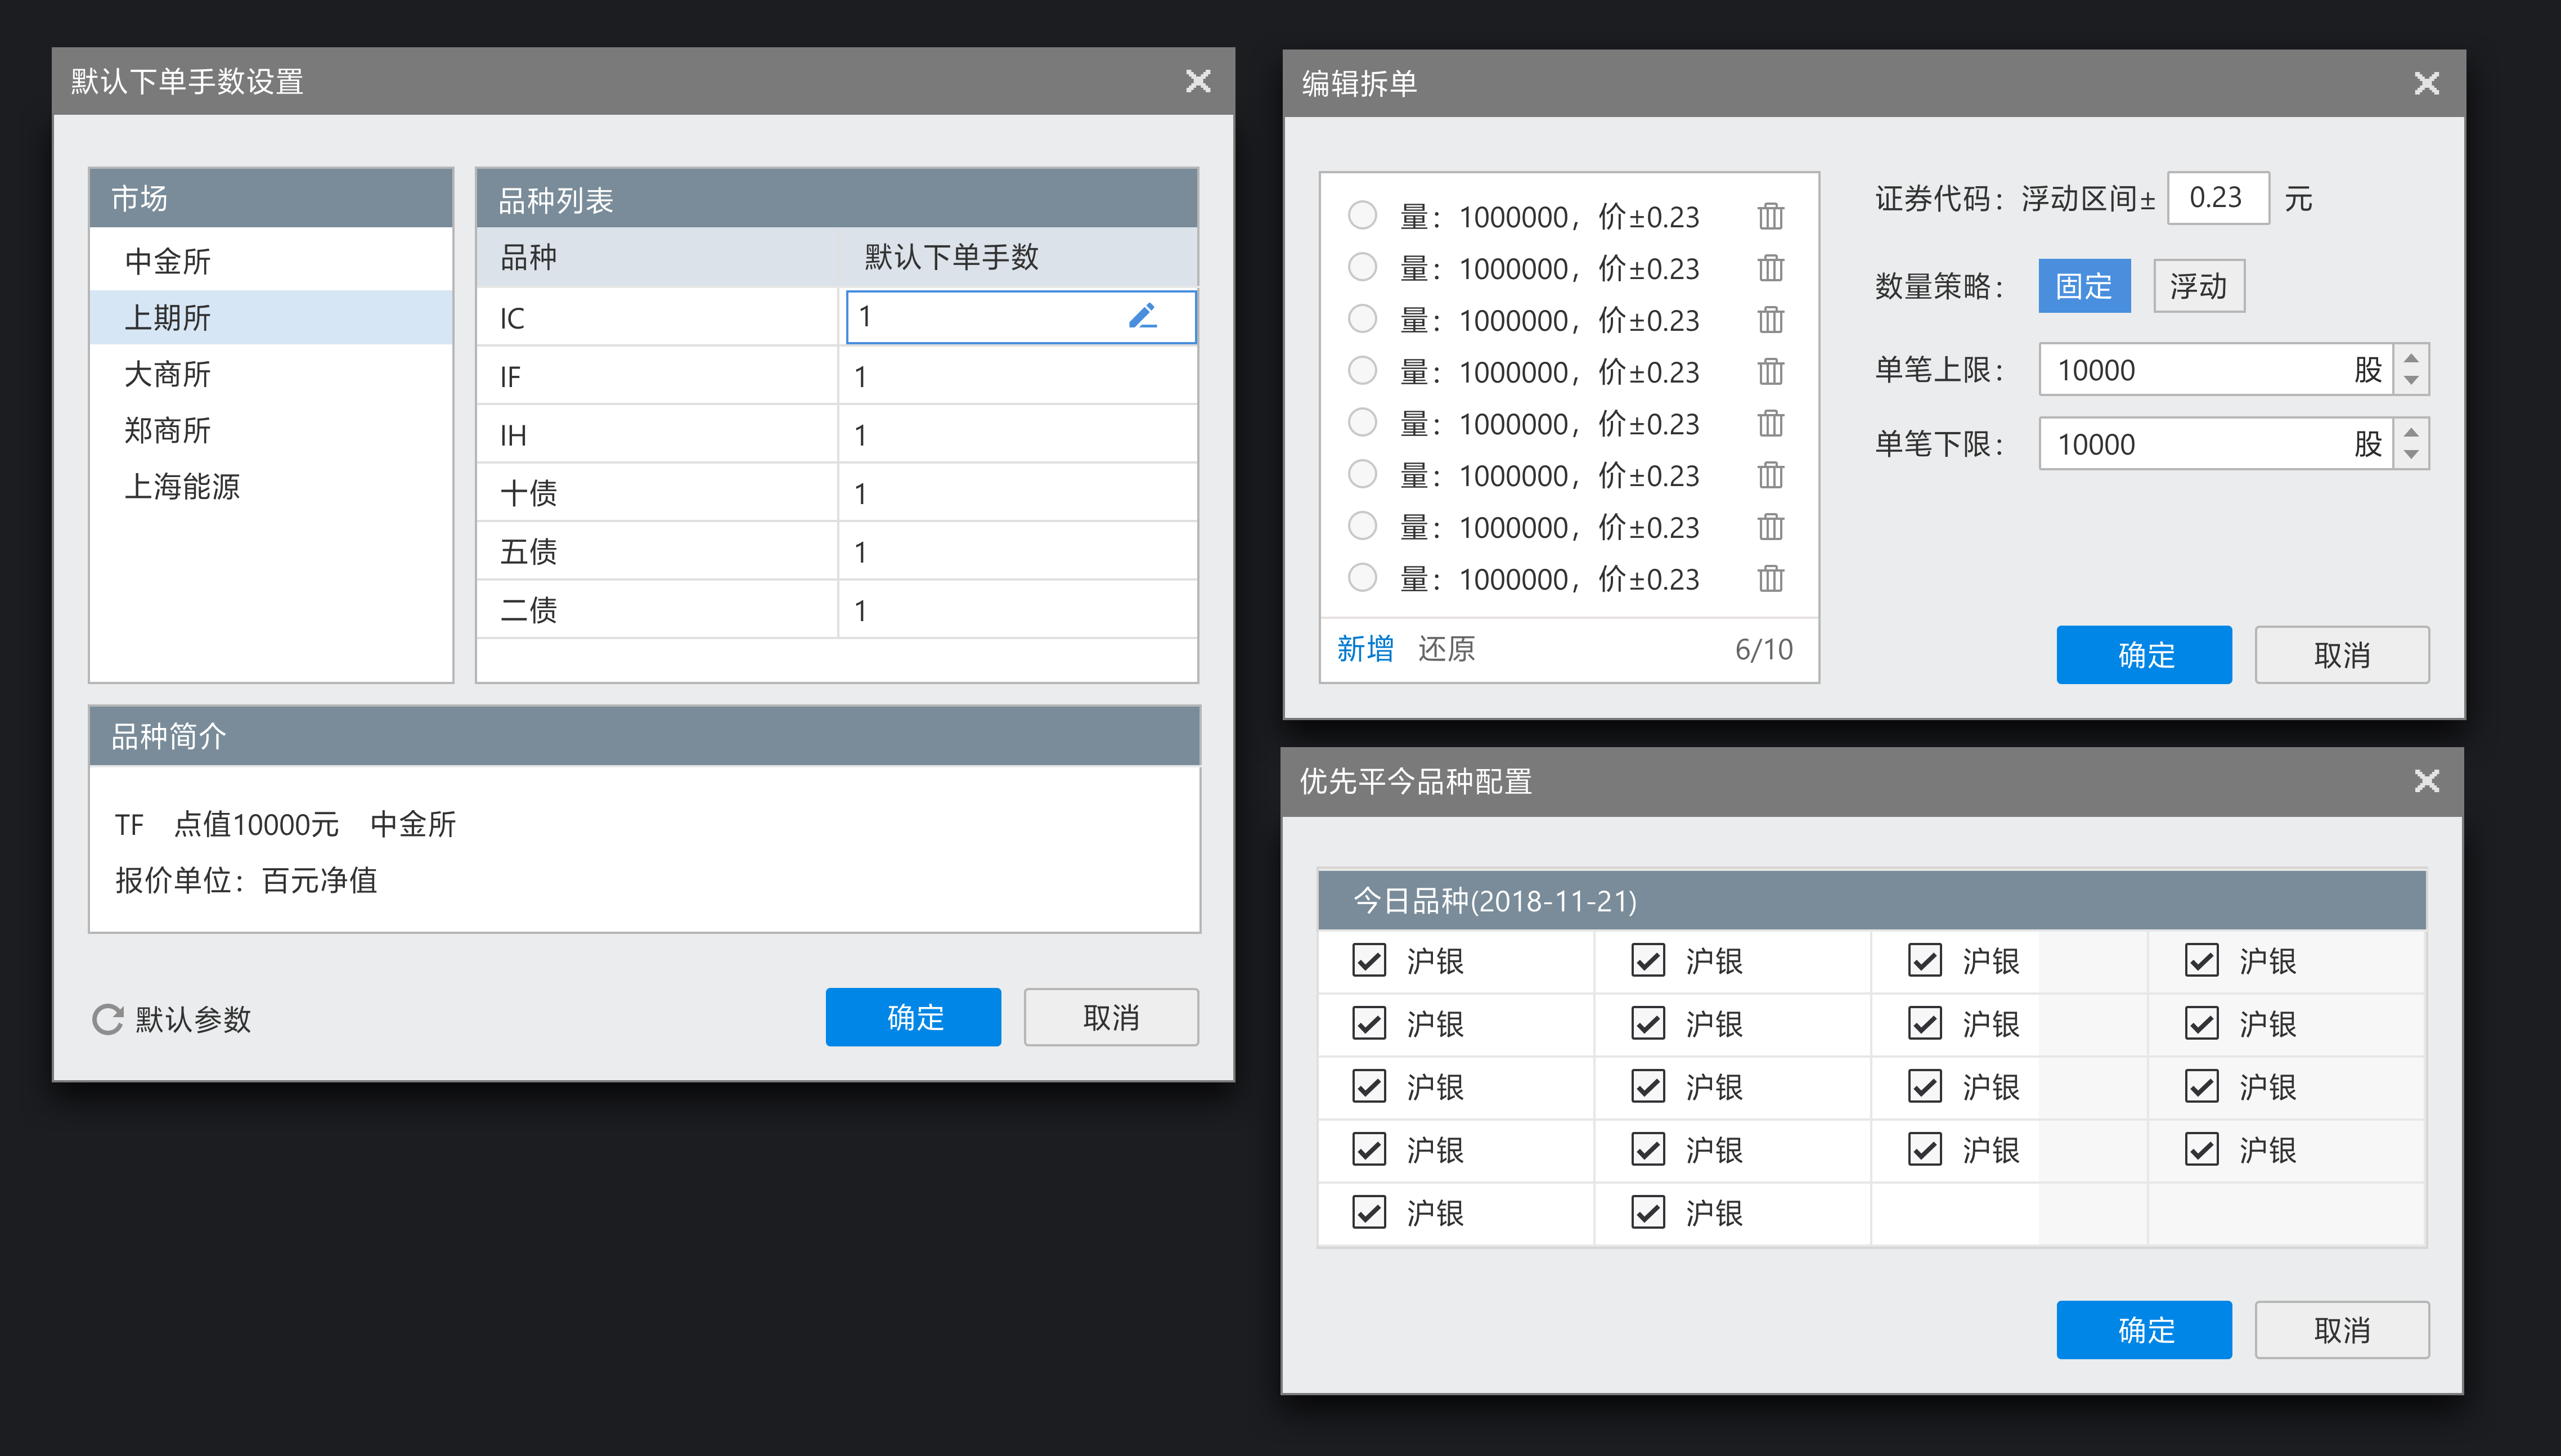 默认下单手数设置
市场
中金所
上期所
大商所
郑商所
上海能源
品种列表
品种 默认下单手数
IC 1
IF 1
IH 1
十债 1
五债 1
二债 1
品种简介
TF 点值10000元 中金所
报价单位：百元净值
默认参数 确定 取消
编辑拆单
量：1000000，价±0.23
量：1000000，价±0.23
量：1000000，价±0.23
量：1000000，价±0.23
量：1000000，价±0.23
量：1000000，价±0.23
量：1000000，价±0.23
量：1000000，价±0.23
新增 还原 6/10
证券代码：浮动区间± 0.23 元
数量策略： 固定 浮动
单笔上限： 10000 股
单笔下限： 10000 股
确定 取消
优先平今品种配置
今日品种(2018-11-21)
沪银 沪银 沪银 沪银
沪银 沪银 沪银 沪银
沪银 沪银 沪银 沪银
沪银 沪银 沪银 沪银
沪银 沪银
确定 取消